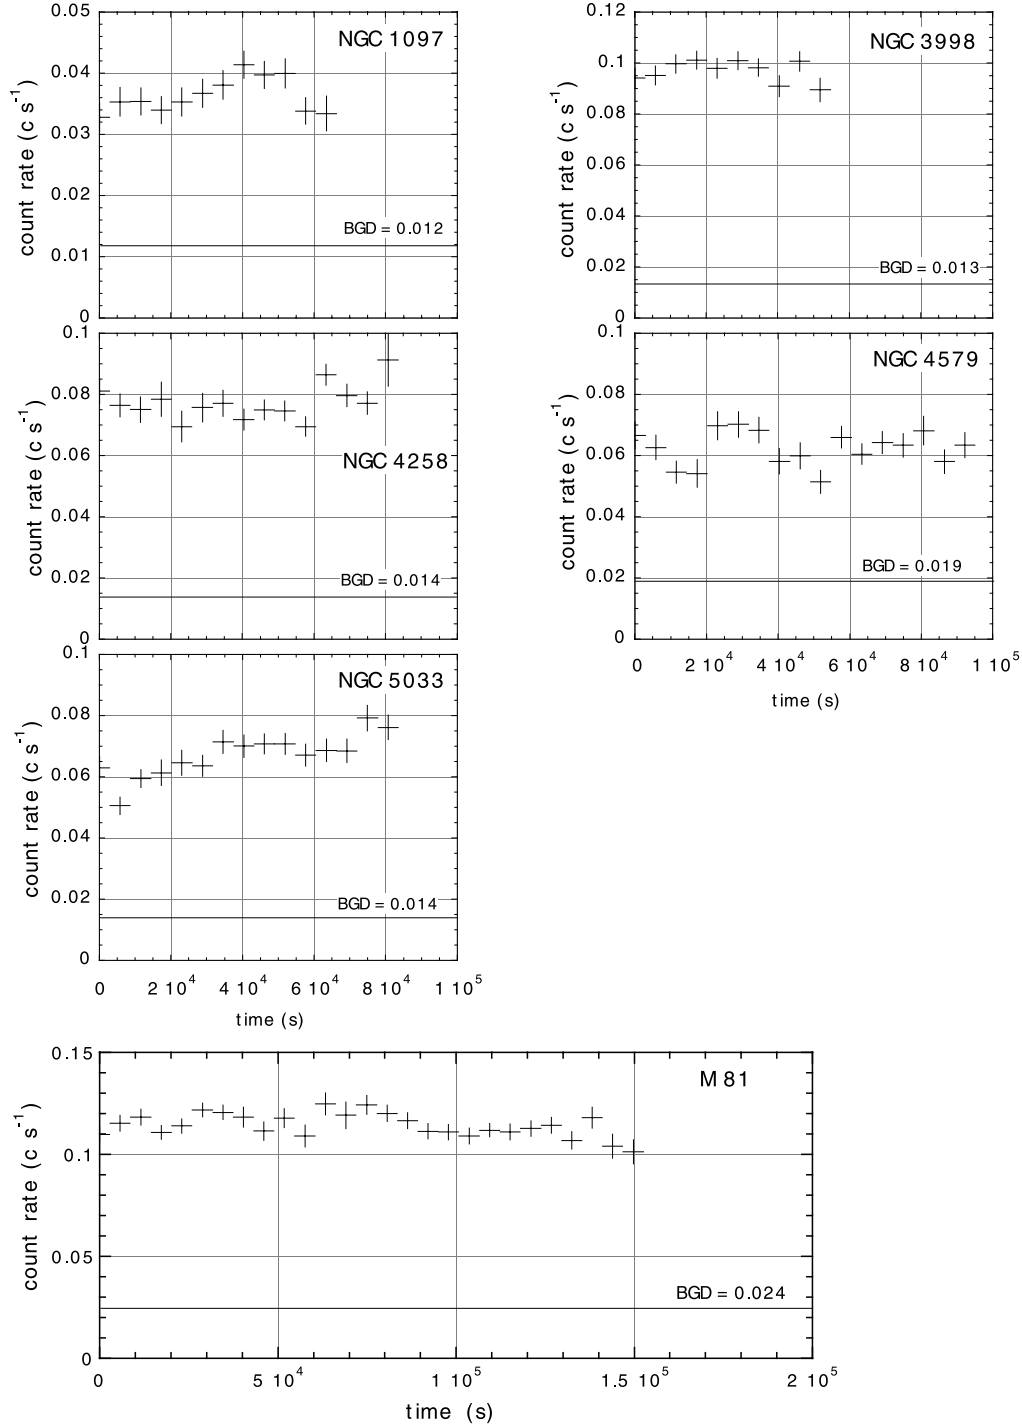 NGC 1097
0.05
0.04
0.03
0.02
0.01
0
count rate (c s⁻¹)
BGD = 0.012
NGC 3998
0.12
0.1
0.08
0.06
0.04
0.02
0
count rate (c s⁻¹)
BGD = 0.013
NGC 4258
0.1
0.08
0.06
0.04
0.02
0
count rate (c s⁻¹)
BGD = 0.014
NGC 4579
0.1
0.08
0.06
0.04
0.02
0
count rate (c s⁻¹)
BGD = 0.019
0 2 10⁴ 4 10⁴ 6 10⁴ 8 10⁴ 1 10⁵
time (s)
NGC 5033
0.1
0.08
0.06
0.04
0.02
0
count rate (c s⁻¹)
BGD = 0.014
0 2 10⁴ 4 10⁴ 6 10⁴ 8 10⁴ 1 10⁵
time (s)
M 81
0.15
0.1
0.05
0
count rate (c s⁻¹)
BGD = 0.024
0 5 10⁴ 1 10⁵ 1.5 10⁵ 2 10⁵
time (s)